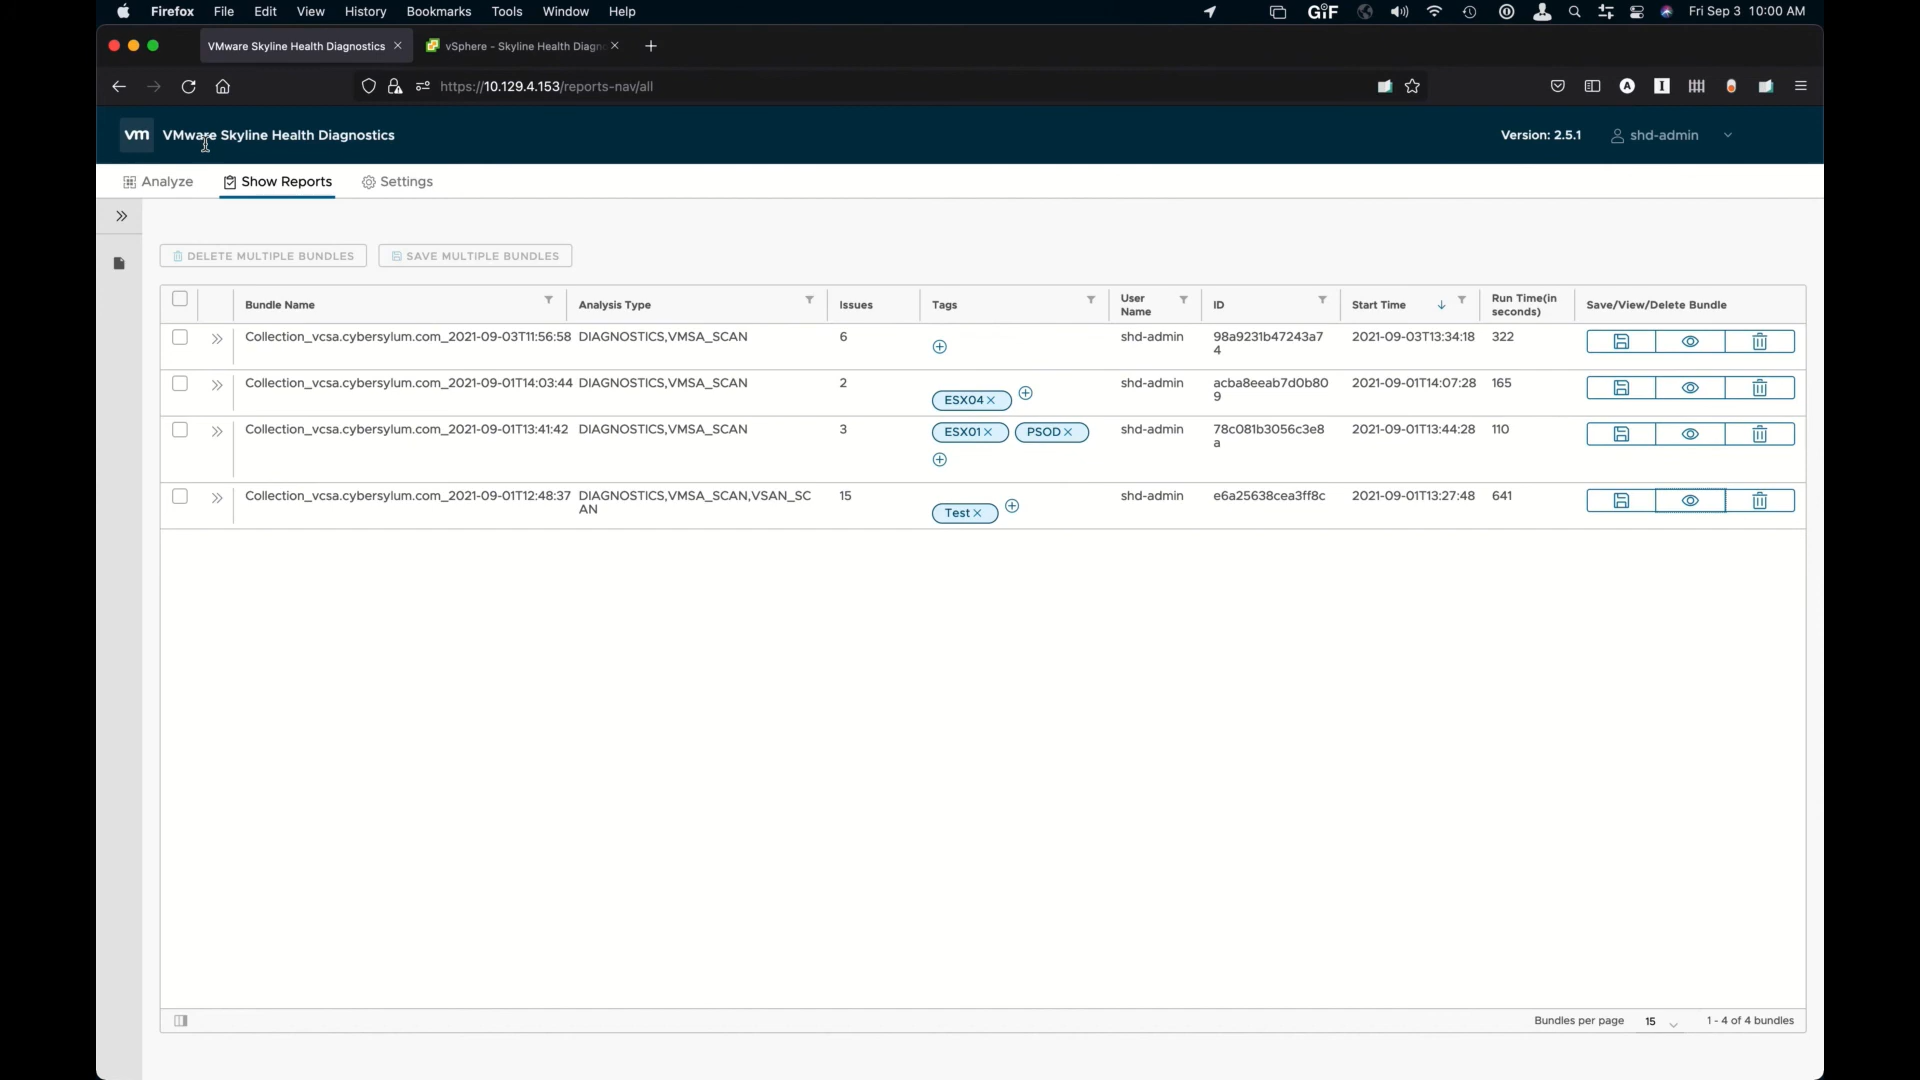 Firefox File Edit View History Bookmarks Tools Window Help GiF Fri Sep 3 10:00 AM
VMware Skyline Health Diagnostics vSphere - Skyline Health Diagn
https://10.129.4.153/reports-nav/all
vm VMware Skyline Health Diagnostics Version: 2.5.1 shd-admin
Analyze Show Reports Settings
DELETE MULTIPLE BUNDLES SAVE MULTIPLE BUNDLES
Bundle Name Analysis Type Issues Tags User Name ID Start Time Run Time(in seconds) Save/View/Delete Bundle
Collection_vcsa.cybersylum.com_2021-09-03T11:56:58 DIAGNOSTICS,VMSA_SCAN 6 shd-admin 98a9231b47243a7 2021-09-03T13:34:18 322
4
Collection_vcsa.cybersylum.com_2021-09-01T14:03:44 DIAGNOSTICS,VMSA_SCAN 2 shd-admin acba8eeab7d0b80 2021-09-01T14:07:28 165
ESX04 9
Collection_vcsa.cybersylum.com_2021-09-01T13:41:42 DIAGNOSTICS,VMSA_SCAN 3 ESX01 PSOD shd-admin 78c081b3056c3e8 2021-09-01T13:44:28 110
a
Collection_vcsa.cybersylum.com_2021-09-01T12:48:37 DIAGNOSTICS,VMSA_SCAN,VSAN_SC 15 shd-admin e6a25638cea3ff8c 2021-09-01T13:27:48 641
AN Test
Bundles per page 15 1 - 4 of 4 bundles